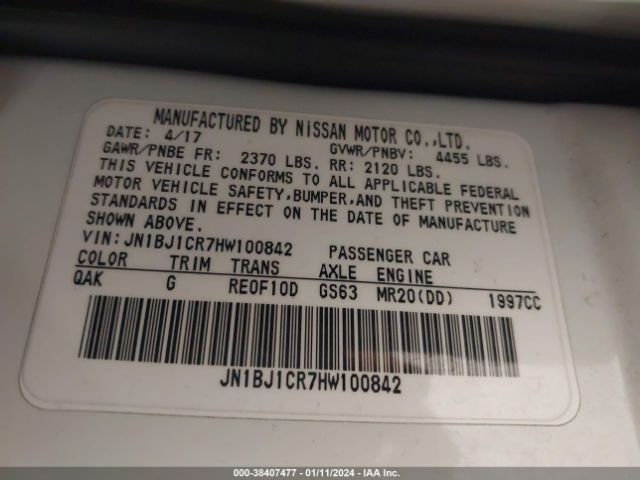 MANUFACTURED BY NISSAN MOTOR CO.,LTD.
DATE: 4/17 GVWR/PNBV: 4455 LBS.
GAWR/PNBE FR: 2370 LBS. RR: 2120 LBS.
THIS VEHICLE CONFORMS TO ALL APPLICABLE FEDERAL
MOTOR VEHICLE SAFETY,BUMPER,AND THEFT PREVENTION
STANDARDS IN EFFECT ON THE DATE OF MANUFACTURE
SHOWN ABOVE.
VIN:JN1BJ1CR7HW100842 PASSENGER CAR
COLOR TRIM TRANS AXLE ENGINE
QAK G RE0F10D GS63 MR20(DD) 1997CC
JN1BJ1CR7HW100842
000-38407477 - 01/11/2024 - IAA Inc.